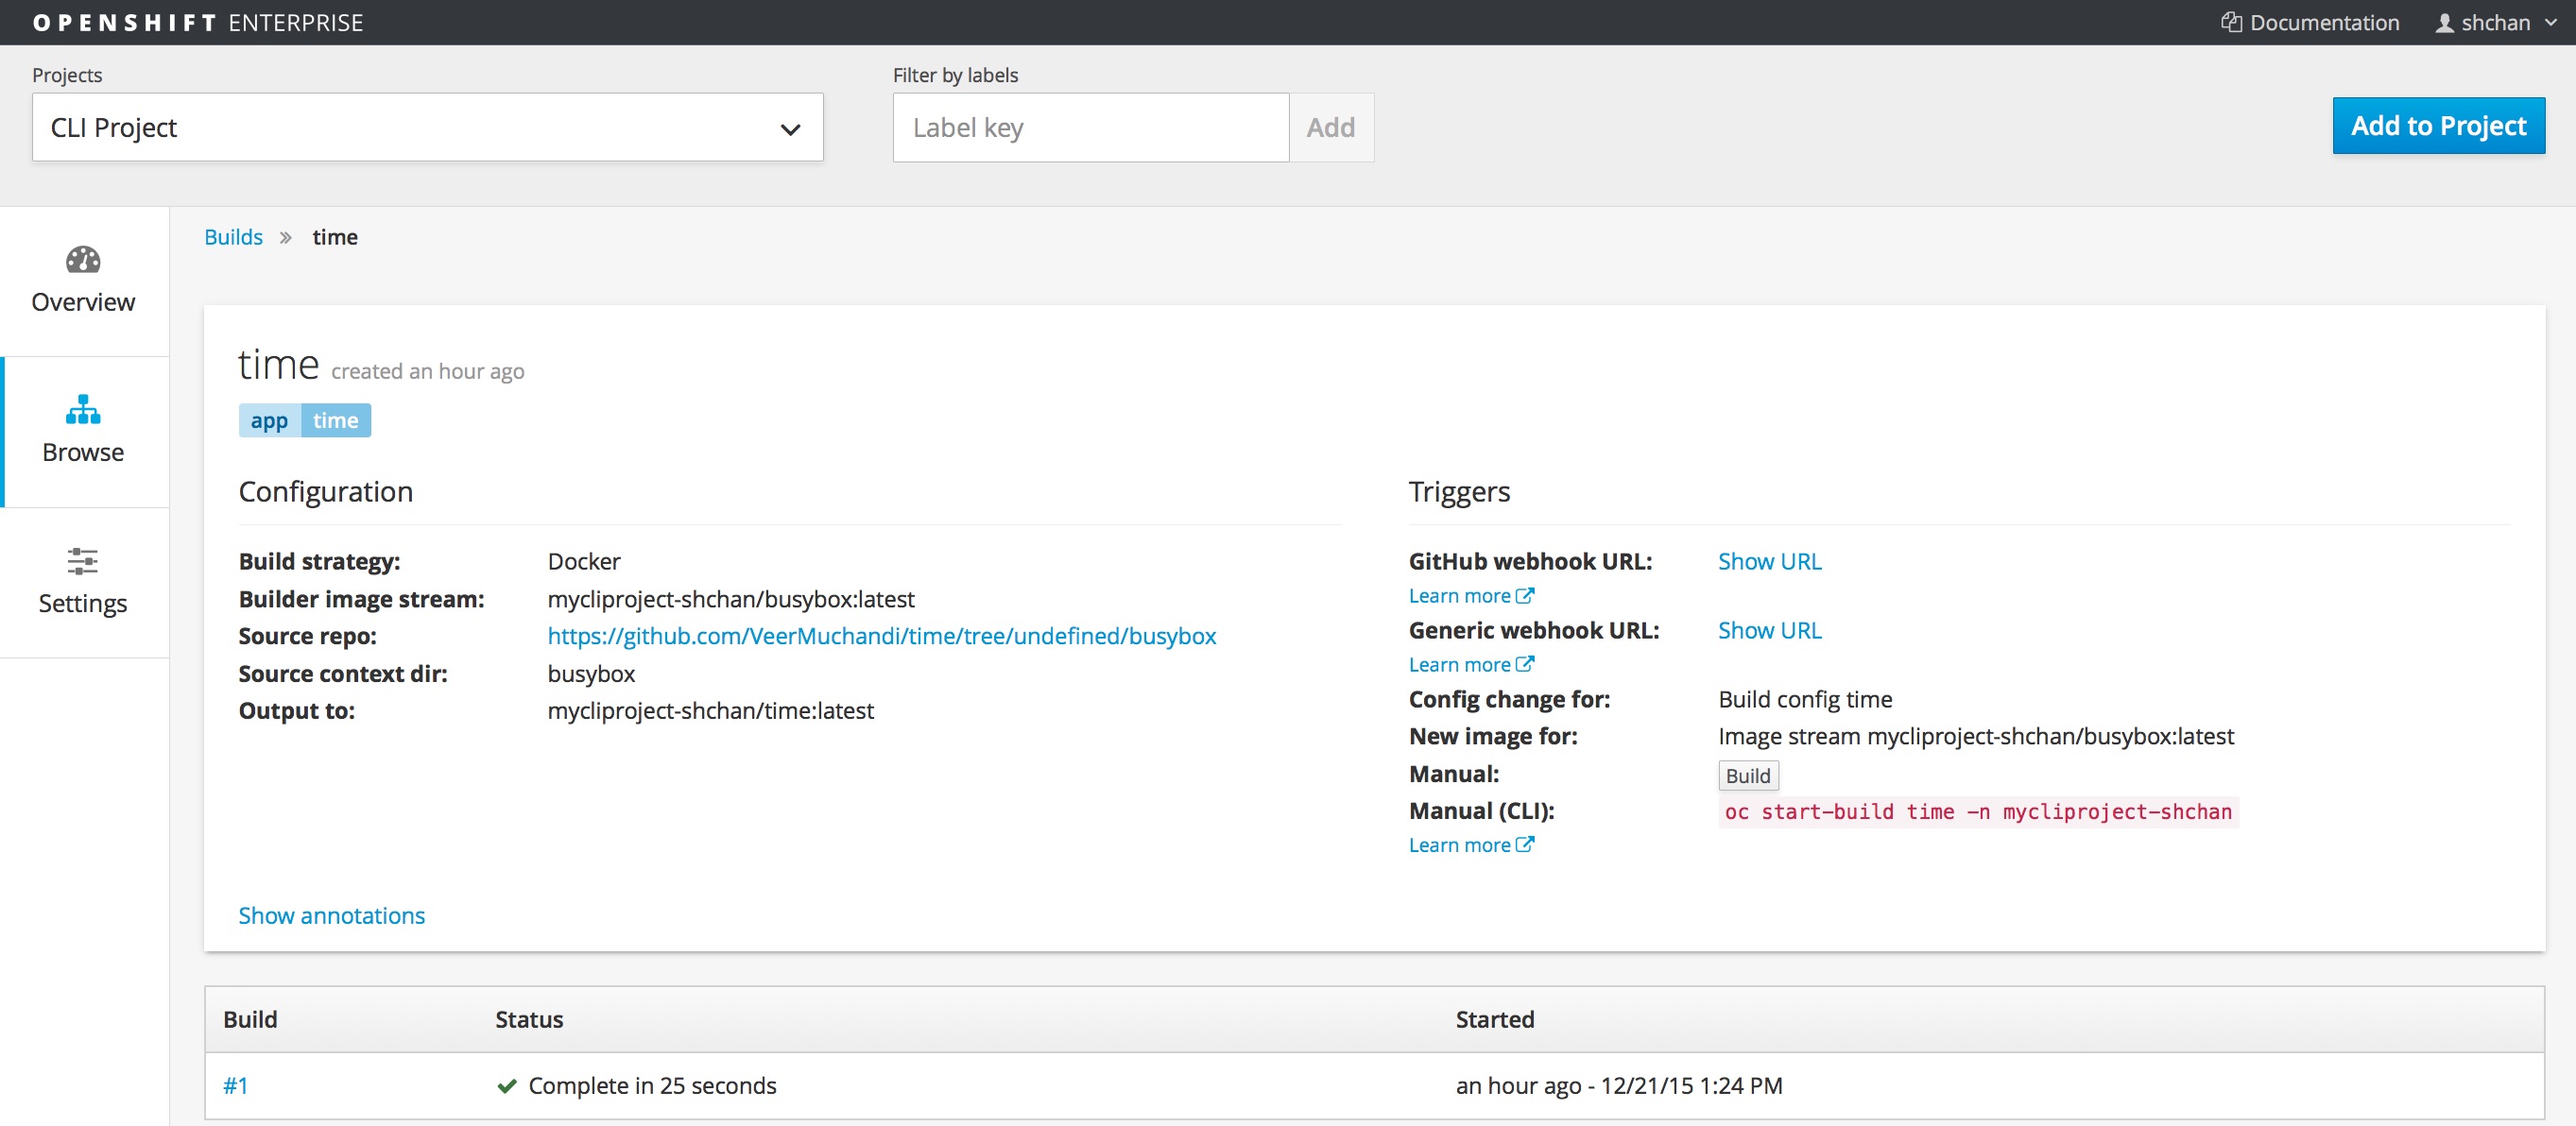 OPENSHIFT ENTERPRISE
Documentation
shchan
Projects
Filter by labels
CLI Project
Label key
Add
Add to Project
Overview
Browse
Settings
Builds » time
time created an hour ago
app time
Configuration
Build strategy: Docker
Builder image stream: mycliproject-shchan/busybox:latest
Source repo: https://github.com/VeerMuchandi/time/tree/undefined/busybox
Source context dir: busybox
Output to: mycliproject-shchan/time:latest
Triggers
GitHub webhook URL: Show URL
Learn more
Generic webhook URL: Show URL
Learn more
Config change for: Build config time
New image for: Image stream mycliproject-shchan/busybox:latest
Manual: Build
Manual (CLI): oc start-build time -n mycliproject-shchan
Learn more
Show annotations
Build Status Started
#1 Complete in 25 seconds an hour ago - 12/21/15 1:24 PM